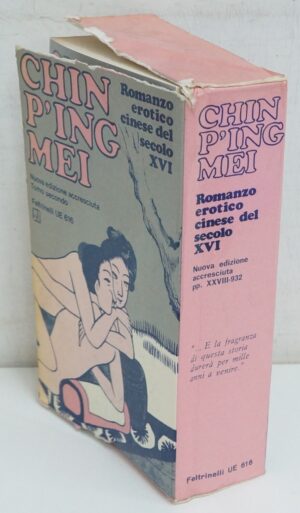 CHIN
P'ING
MEI
Romanzo
erotico
cinese del
secolo
XVI
Nuova edizione accresciuta
Tomo secondo
Feltrinelli UE 616
CHIN
P'ING
MEI
Romanzo
erotico
cinese del
secolo
XVI
Nuova edizione
accresciuta
pp. XXVIII-932
"... E la fragranza
di questa storia
durerà per mille
anni a venire."
Feltrinelli UE 616